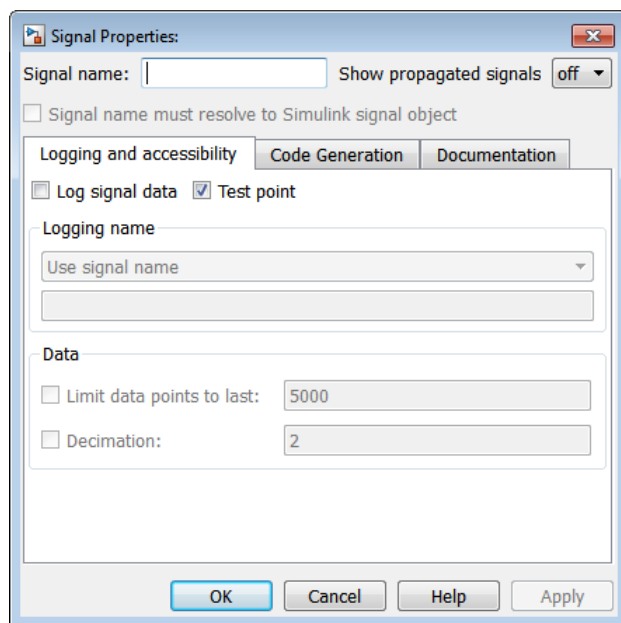 Signal Properties:
Signal name: Show propagated signals off
Signal name must resolve to Simulink signal object
Logging and accessibility Code Generation Documentation
Log signal data Test point
Logging name
Use signal name
Data
Limit data points to last: 5000
Decimation: 2
OK Cancel Help Apply